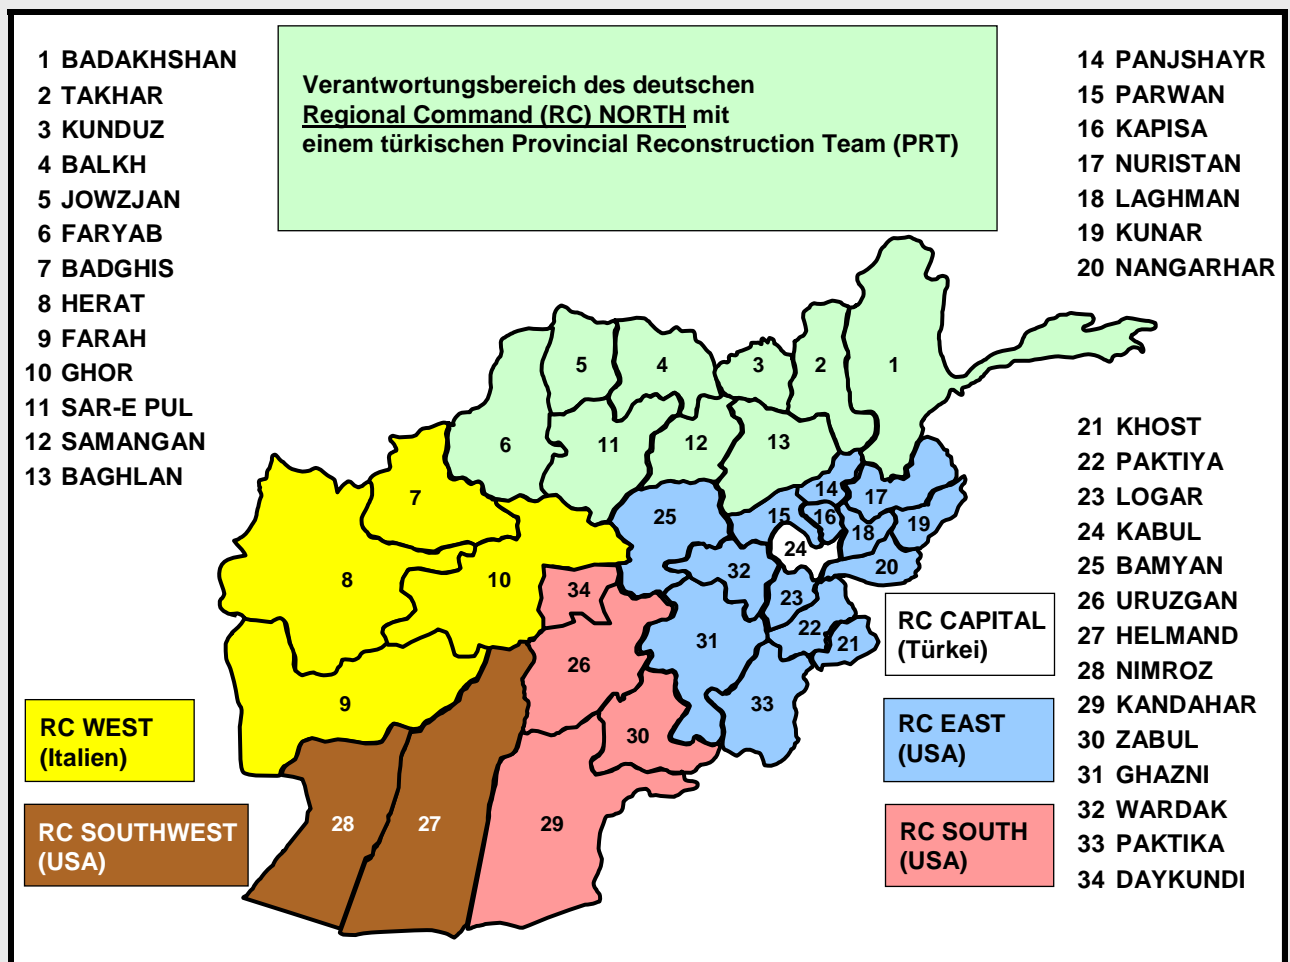 1 BADAKHSHAN
2 TAKHAR
3 KUNDUZ
4 BALKH
5 JOWZJAN
6 FARYAB
7 BADGHIS
8 HERAT
9 FARAH
10 GHOR
11 SAR-E PUL
12 SAMANGAN
13 BAGHLAN
Verantwortungsbereich des deutschen
Regional Command (RC) NORTH mit
einem türkischen Provincial Reconstruction Team (PRT)
14 PANJSHAYR
15 PARWAN
16 KAPISA
17 NURISTAN
18 LAGHMAN
19 KUNAR
20 NANGARHAR
21 KHOST
22 PAKTIYA
23 LOGAR
24 KABUL
25 BAMYAN
26 URUZGAN
27 HELMAND
28 NIMROZ
29 KANDAHAR
30 ZABUL
31 GHAZNI
32 WARDAK
33 PAKTIKA
34 DAYKUNDI
5
4
3
2
1
6
11
12
13
7
25
14
17
15
16
18
19
24
20
8
10
34
32
23
22
21
31
26
9
33
30
28
27
29
RC CAPITAL
(Türkei)
RC WEST
(Italien)
RC EAST
(USA)
RC SOUTHWEST
(USA)
RC SOUTH
(USA)